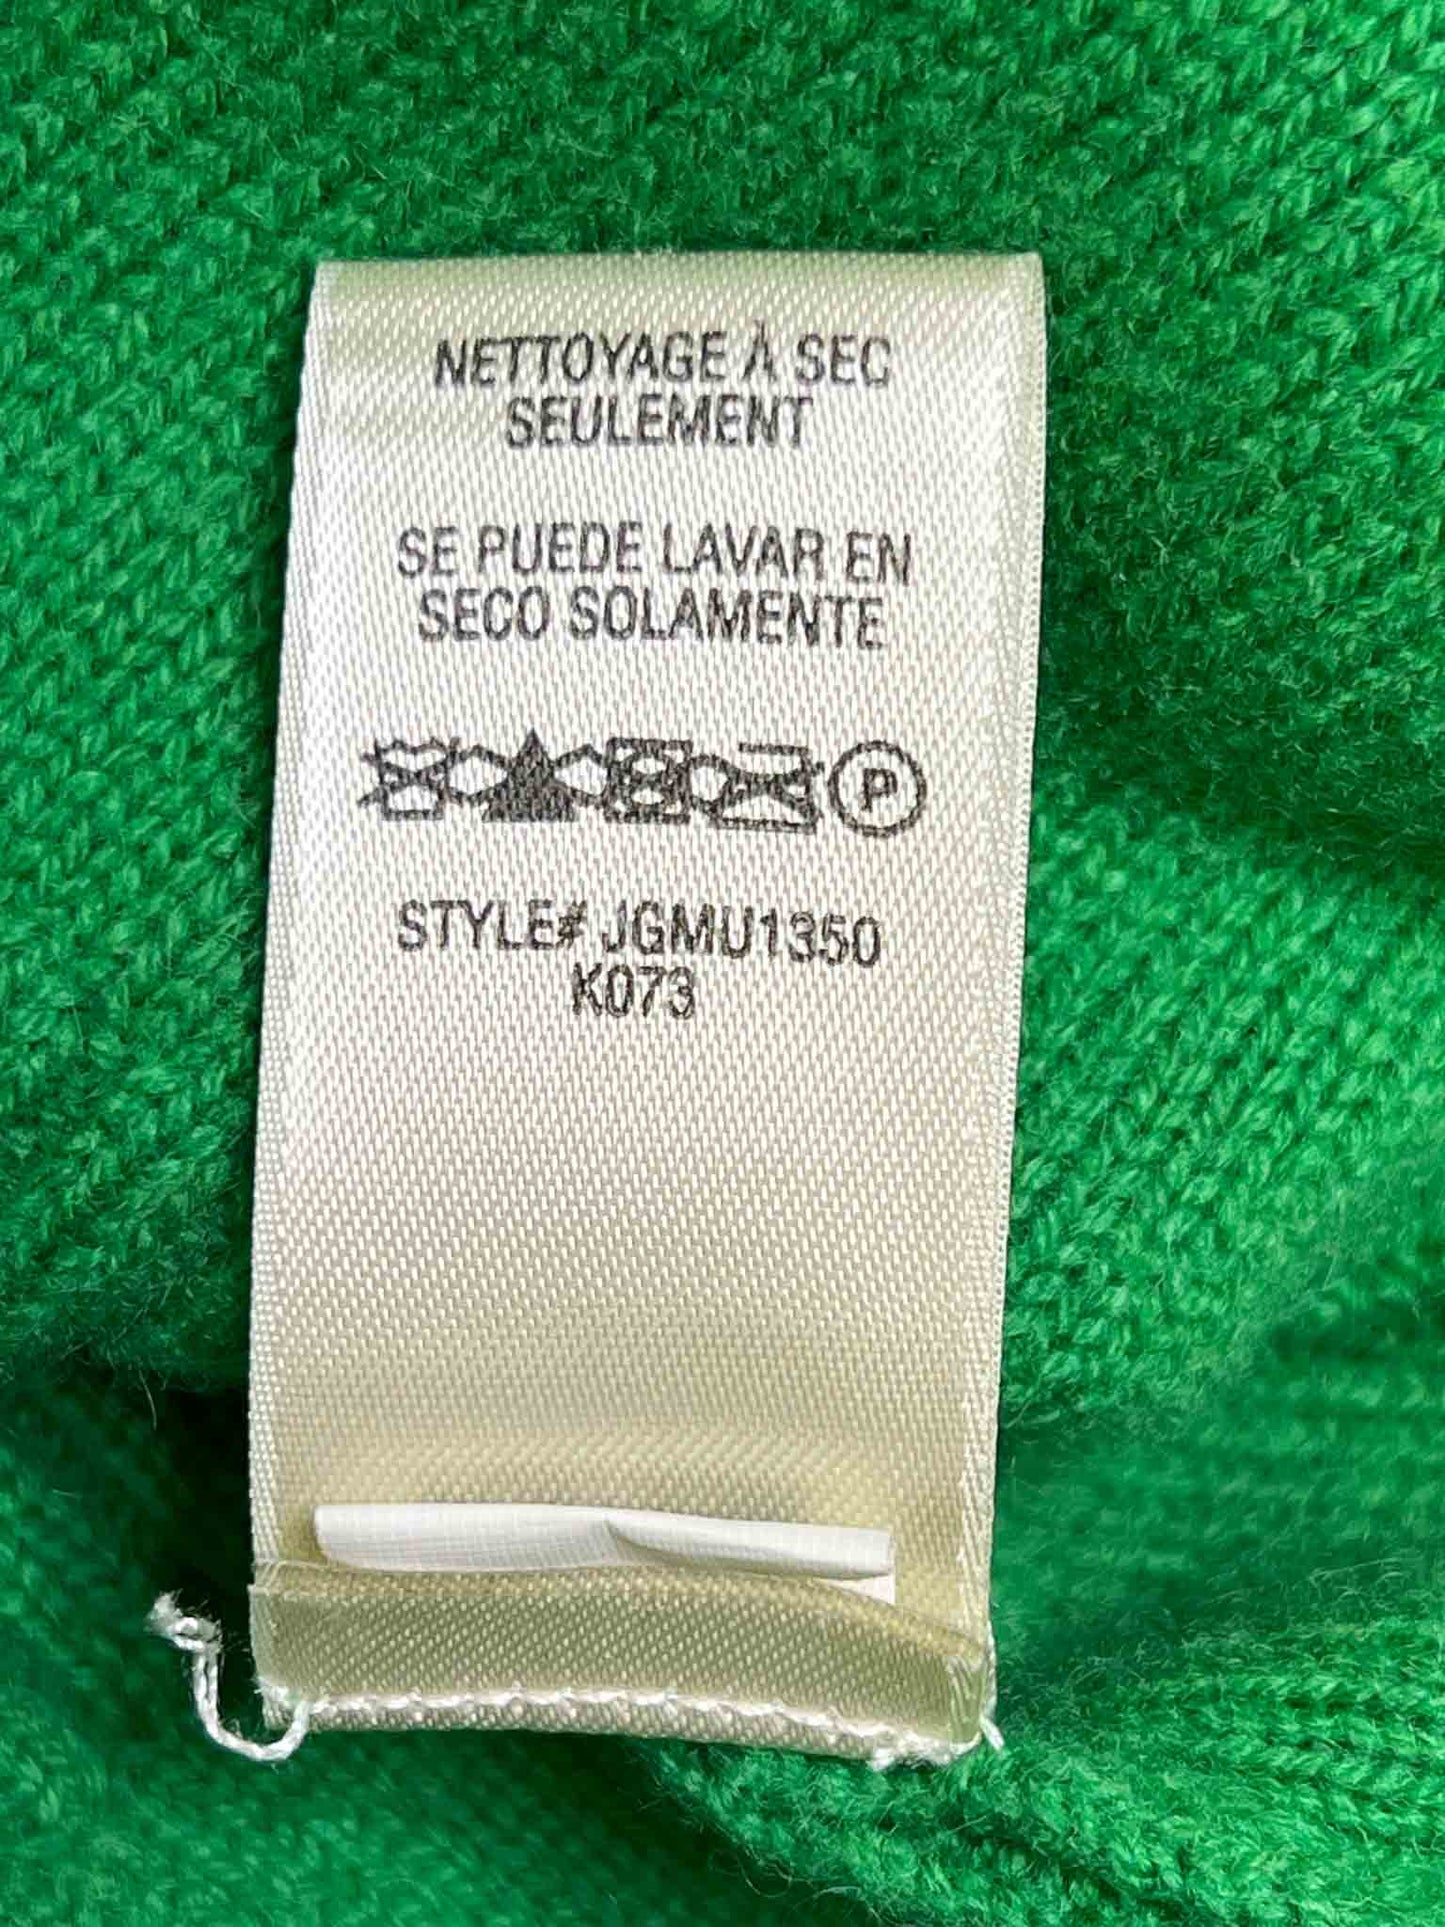 NETTOYAGE À SEC
SEULEMENT
SE PUEDE LAVAR EN
SECO SOLAMENTE
P
STYLE# JGMU1350
K073